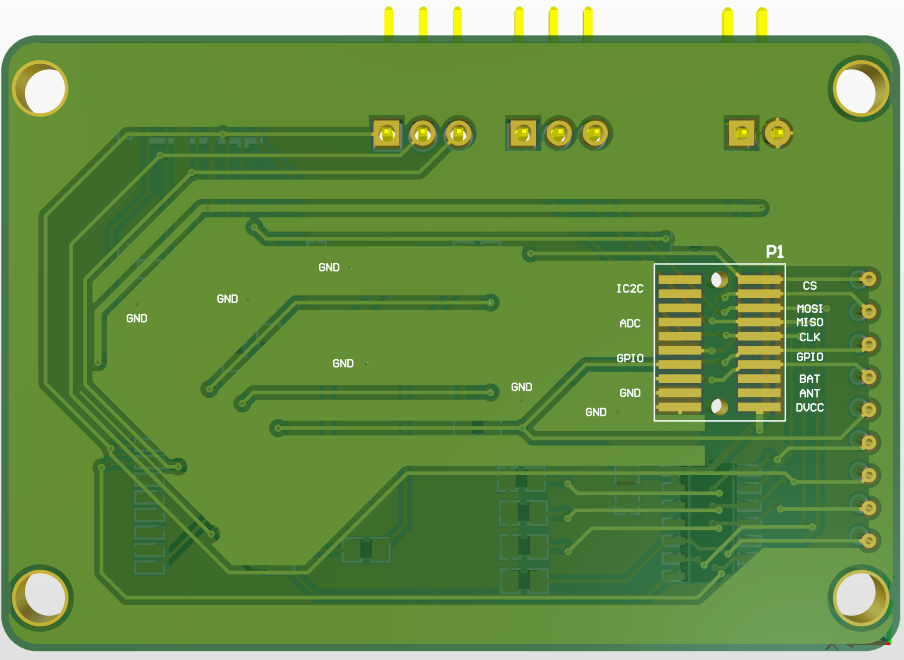 P1
GND
IC2C
CS
GND
MOSI
GND
ADC
MISO
CLK
GPIO
GPIO
GND
BAT
GND
GND
ANT
GND
DVCC